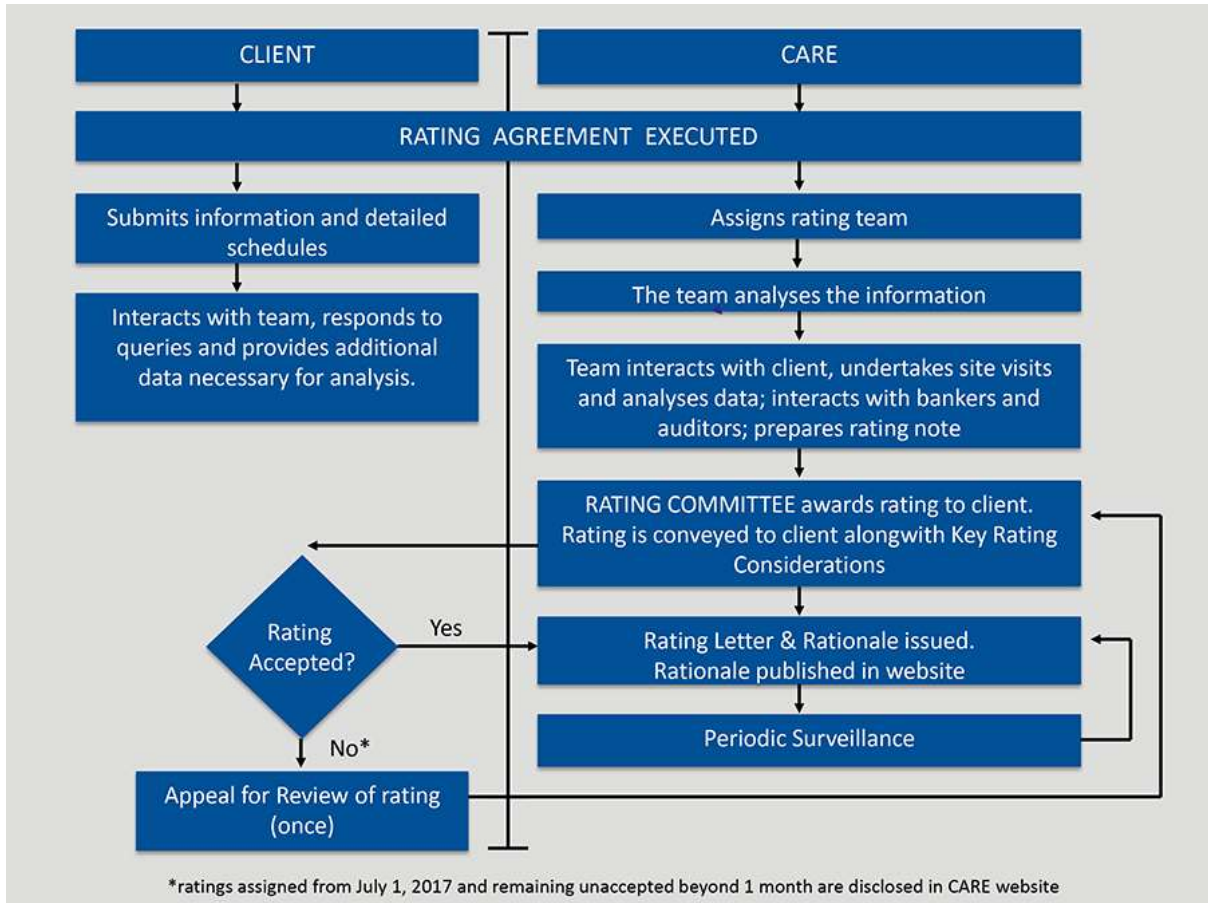 CLIENT
CARE
RATING AGREEMENT EXECUTED
Submits information and detailed
schedules
Assigns rating team
The team analyses the information
Interacts with team, responds to
queries and provides additional
data necessary for analysis.
Team interacts with client, undertakes site visits
and analyses data; interacts with bankers and
auditors; prepares rating note
RATING COMMITTEE awards rating to client.
Rating is conveyed to client alongwith Key Rating
Considerations
Rating
Accepted?
Yes
Rating Letter & Rationale issued.
Rationale published in website
No*
Periodic Surveillance
Appeal for Review of rating
(once)
*ratings assigned from July 1, 2017 and remaining unaccepted beyond 1 month are disclosed in CARE website